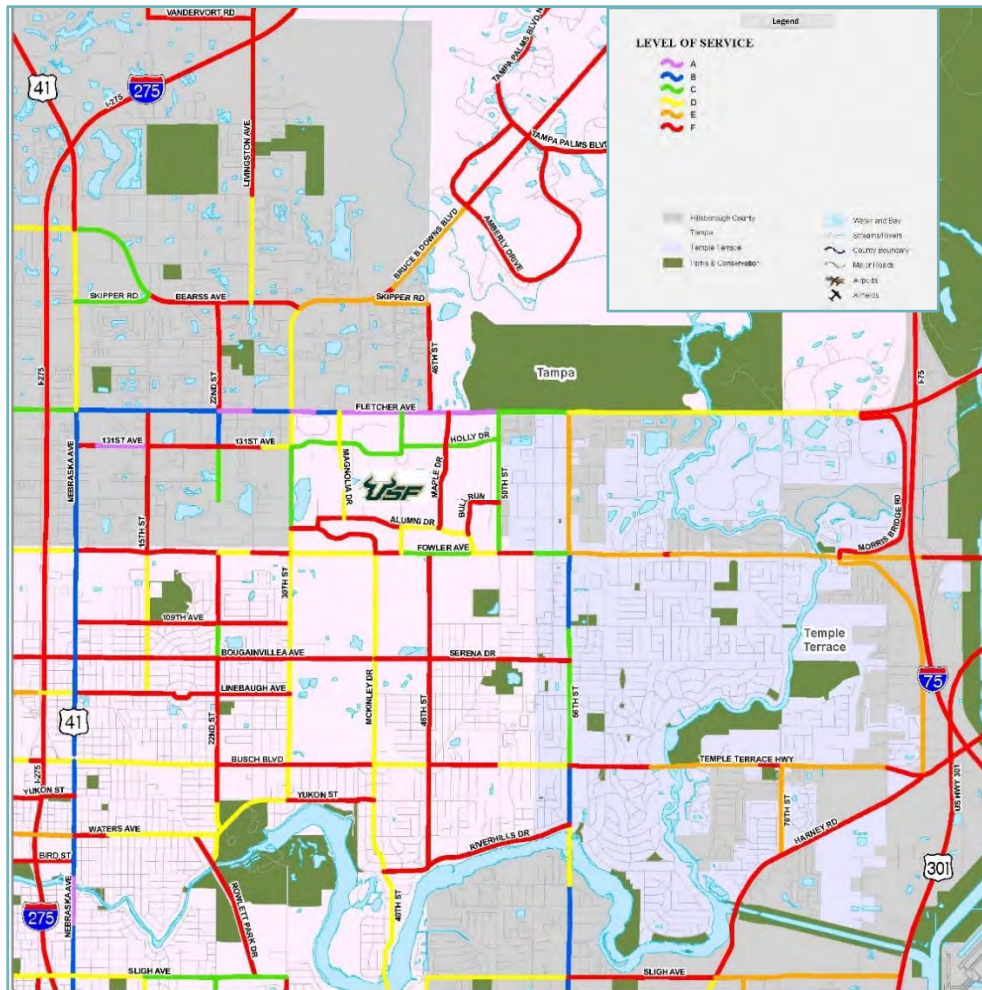 VANDERVORT RD
TAMPA PALMS BLVD N
Legend
LEVEL OF SERVICE
A
B
C
D
E
F
Hillsborough County
Tampa
Temple Terrace
Parks & Conservation
Water and Bay
Streams/Rivers
County Boundary
Major Roads
Airports
Airfields
41
275
I-275
LIVINGSTON AVE
TAMPA PALMS BLVD
BRUCE B DOWNS BLVD
AMBERLY DRIVE
SKIPPER RD
BEARSS AVE
SKIPPER RD
I-275
22ND ST
46TH ST
I-75
Tampa
FLETCHER AVE
NEBRASKA AVE
131ST AVE
131ST AVE
HOLLY DR
MAGNOLIA DR
MAPLE DR
USF
BULL RUN
50TH ST
ALUMNI DR
15TH ST
FOWLER AVE
MORRIS BRIDGE RD
30TH ST
109TH AVE
Temple
Terrace
BOUGAINVILLEA AVE
SERENA DR
75
LINEBAUGH AVE
MCKINLEY DR
46TH ST
56TH ST
41
22ND ST
I-275
BUSCH BLVD
TEMPLE TERRACE HWY
YUKON ST
YUKON ST
US HWY 301
78TH ST
WATERS AVE
RIVERHILLS DR
HARNEY RD
BIRD ST
301
NEBRASKA AVE
ROWLETT PARK DR
40TH ST
275
SLIGH AVE
SLIGH AVE